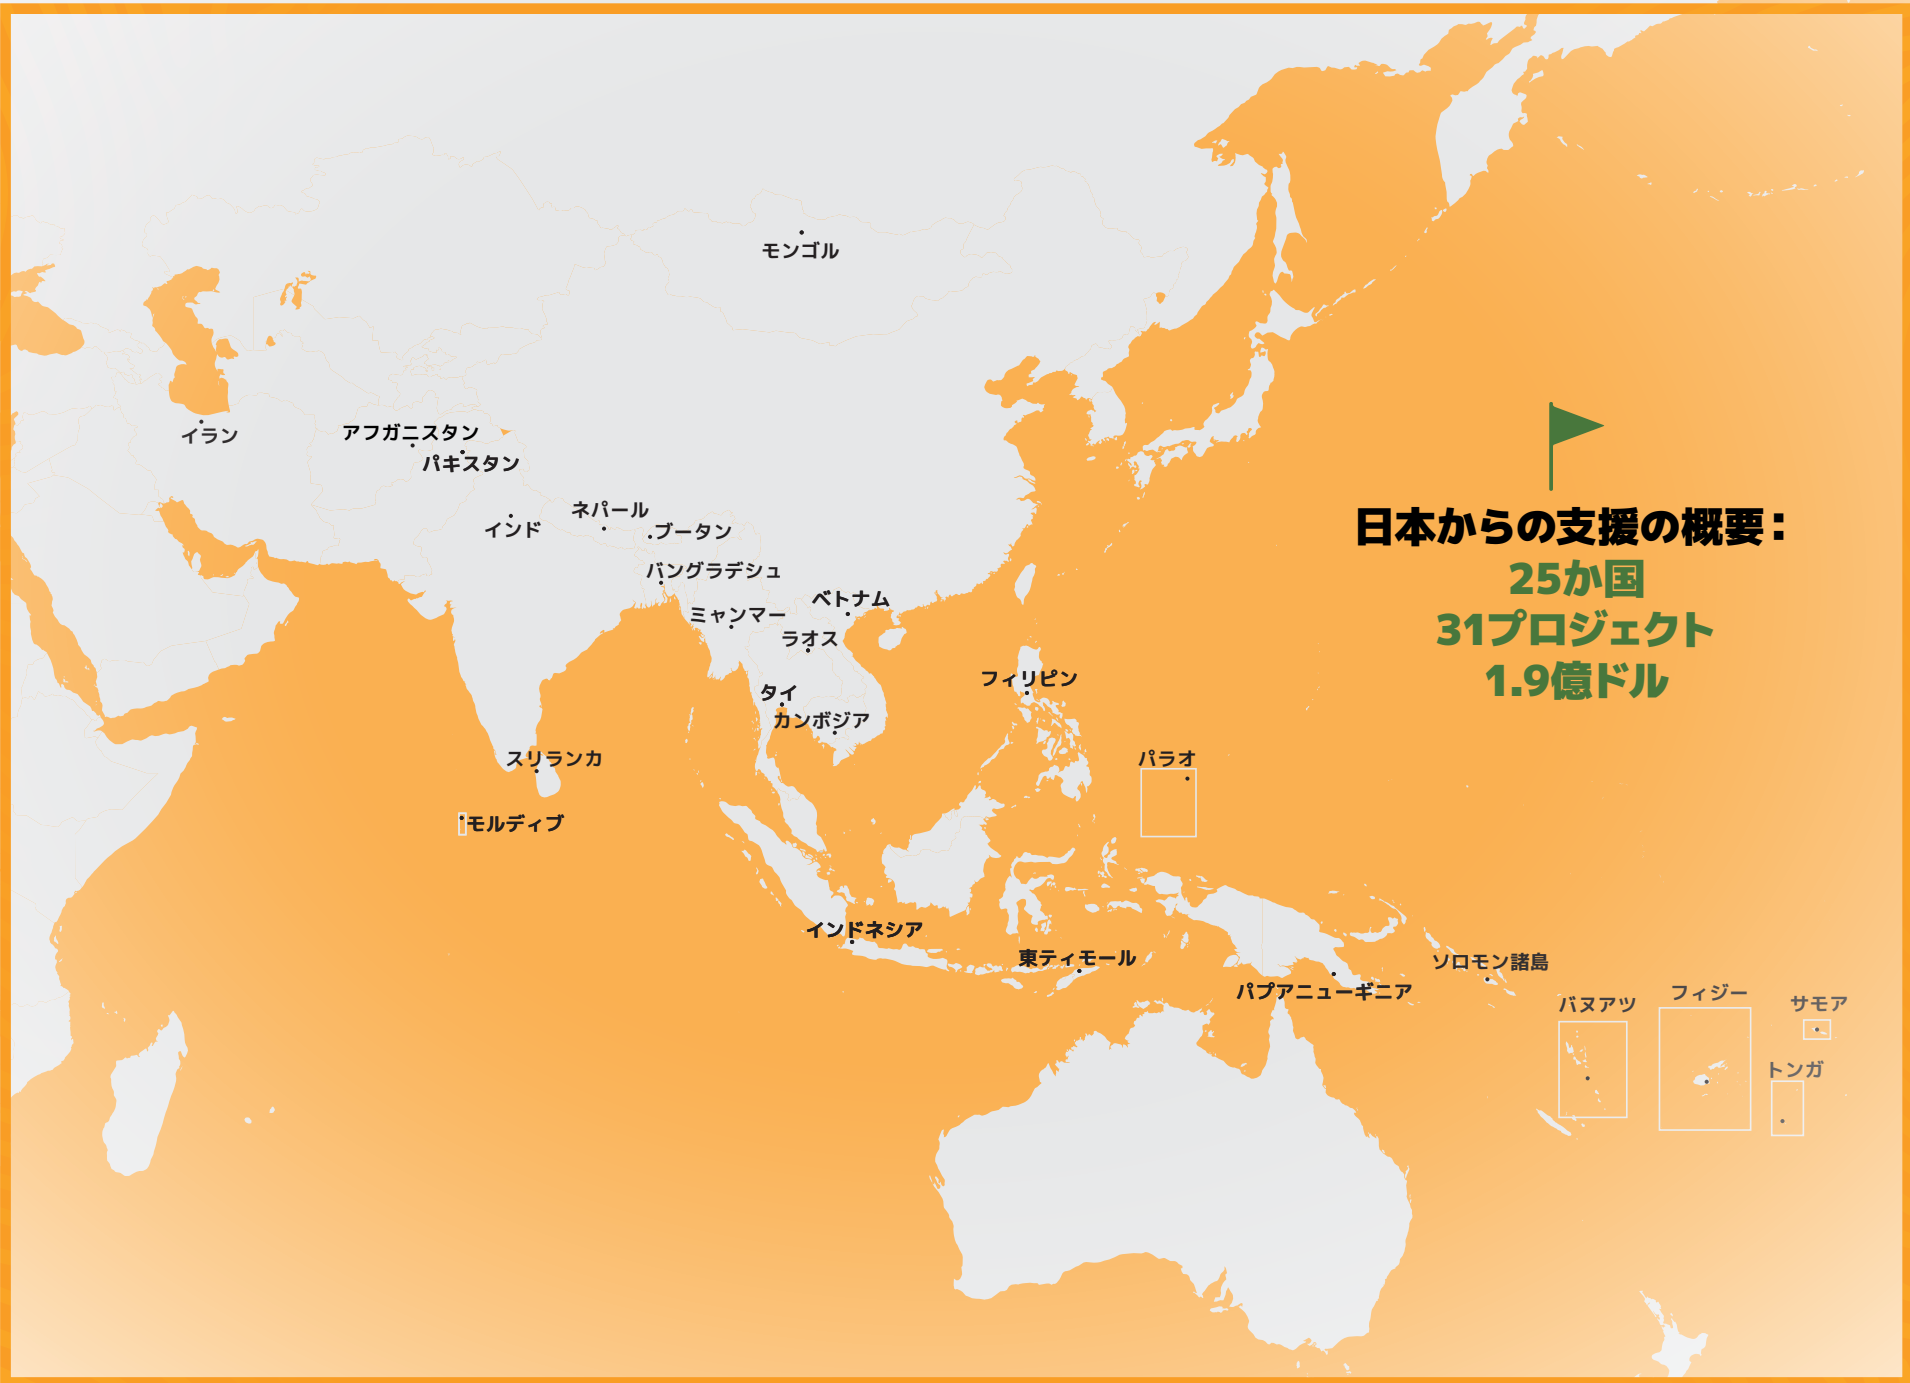 モンゴル
イラン
アフガニスタン
パキスタン
インド
ネパール
ブータン
バングラデシュ
ミャンマー
ベトナム
ラオス
タイ
カンボジア
フィリピン
スリランカ
モルディブ
パラオ
インドネシア
東ティモール
パプアニューギニア
ソロモン諸島
バヌアツ
フィジー
サモア
トンガ
日本からの支援の概要：
25か国
31プロジェクト
1.9億ドル